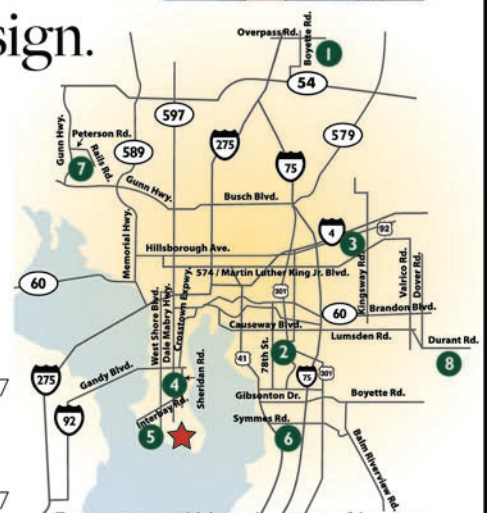 sign.
Overpass Rd.
Boyette Rd.
1
54
597
579
275
75
589
Gunn Hwy.
Peterson Rd.
Rails Rd.
7
Gunn Hwy.
Busch Blvd.
Memorial Hwy.
4
92
3
Hillsborough Ave.
574 / Martin Luther King Jr. Blvd.
Kingsway Rd.
Valrico Rd.
Dover Rd.
60
301
60
Brandon Blvd.
West Shore Blvd.
Dale Mabry Hwy.
Crosstown Expwy.
Causeway Blvd.
Lumsden Rd.
Durant Rd.
8
41
78th St.
2
75
301
275
Gandy Blvd.
4
Sheridan Rd.
Gibsonton Dr.
Boyette Rd.
92
Interbay Rd.
5
Symmes Rd.
6
Balm Riverview Rd.